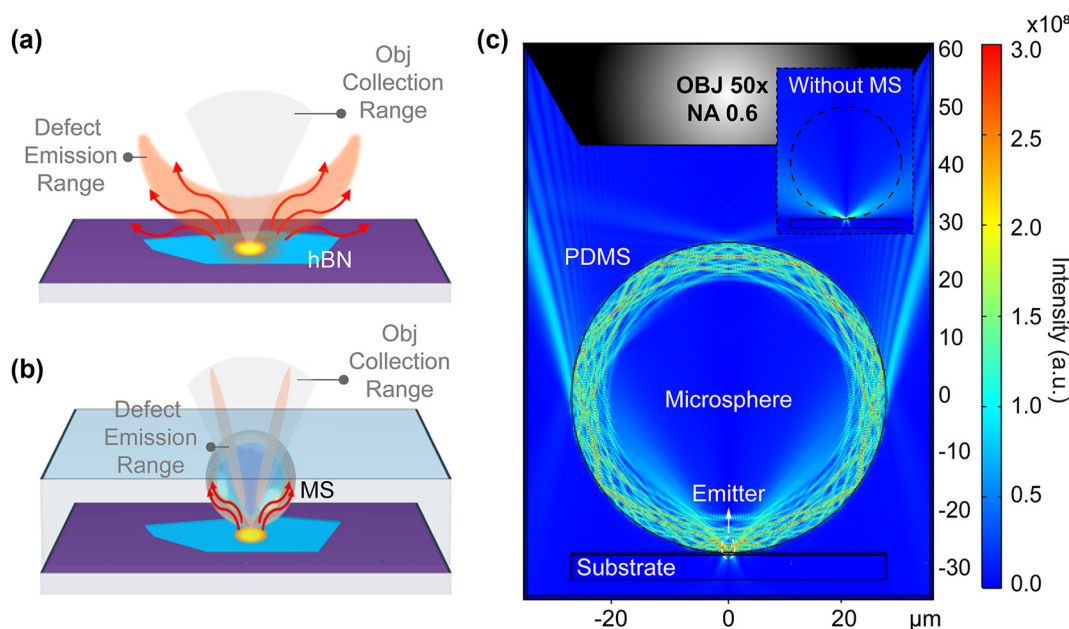 (a)
Obj
Collection
Range
Defect
Emission
Range
hBN
(b)
Obj
Collection
Range
Defect
Emission
Range
MS
(c)
OBJ 50x
NA 0.6
Without MS
PDMS
Microsphere
Emitter
Substrate
60
50
40
30
20
10
0
-10
-20
-30
-20
0
20
µm
x10⁸
3.0
2.5
2.0
1.5
1.0
0.5
0.0
Intensity (a.u.)